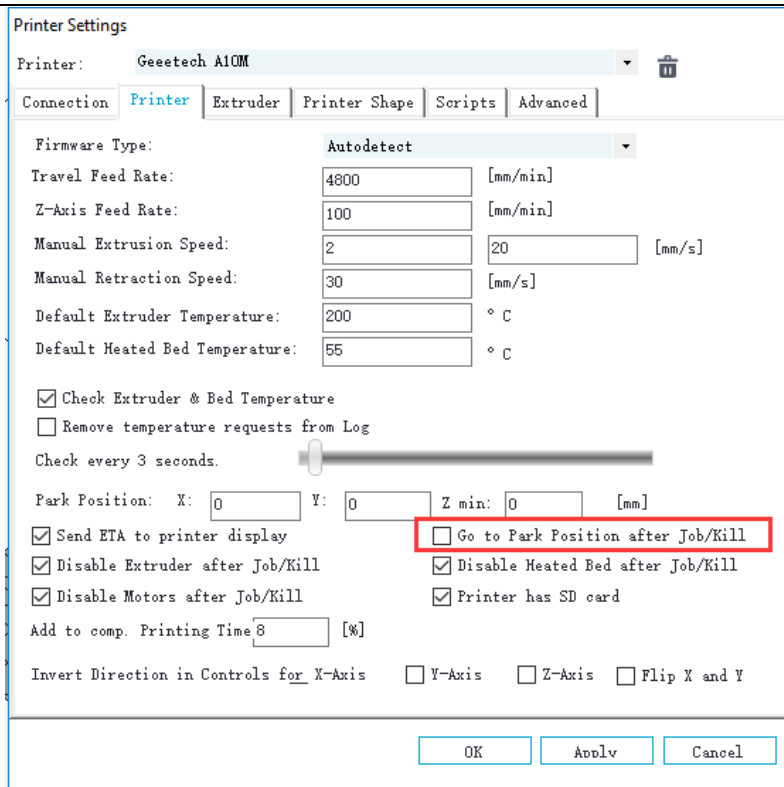 Printer Settings
Printer: Geeetech A10M
Connection Printer Extruder Printer Shape Scripts Advanced
Firmware Type: Autodetect
Travel Feed Rate: 4800 [mm/min]
Z-Axis Feed Rate: 100 [mm/min]
Manual Extrusion Speed: 2 20 [mm/s]
Manual Retraction Speed: 30 [mm/s]
Default Extruder Temperature: 200 ° C
Default Heated Bed Temperature: 55 ° C
Check Extruder & Bed Temperature
Remove temperature requests from Log
Check every 3 seconds.
Park Position: X: 0 Y: 0 Z min: 0 [mm]
Send ETA to printer display Go to Park Position after Job/Kill
Disable Extruder after Job/Kill Disable Heated Bed after Job/Kill
Disable Motors after Job/Kill Printer has SD card
Add to comp. Printing Time 8 [%]
Invert Direction in Controls for X-Axis Y-Axis Z-Axis Flip X and Y
OK Apply Cancel